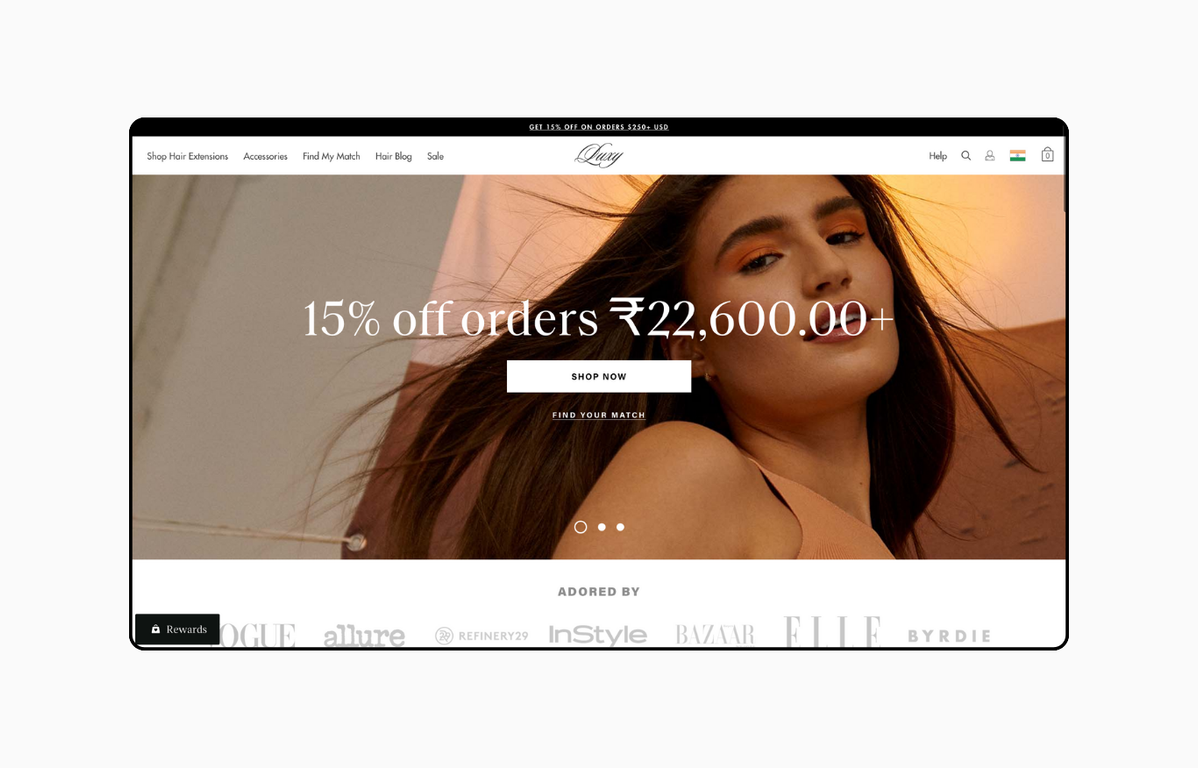 GET 15% OFF ON ORDERS $250+ USD
Shop Hair Extensions Accessories Find My Match Hair Blog Sale Luxy Help 0
15% off orders ₹22,600.00+
SHOP NOW
FIND YOUR MATCH
ADORED BY
Rewards OGUE allure R29 REFINERY29 InStyle BAZAAR ELLE BYRDIE